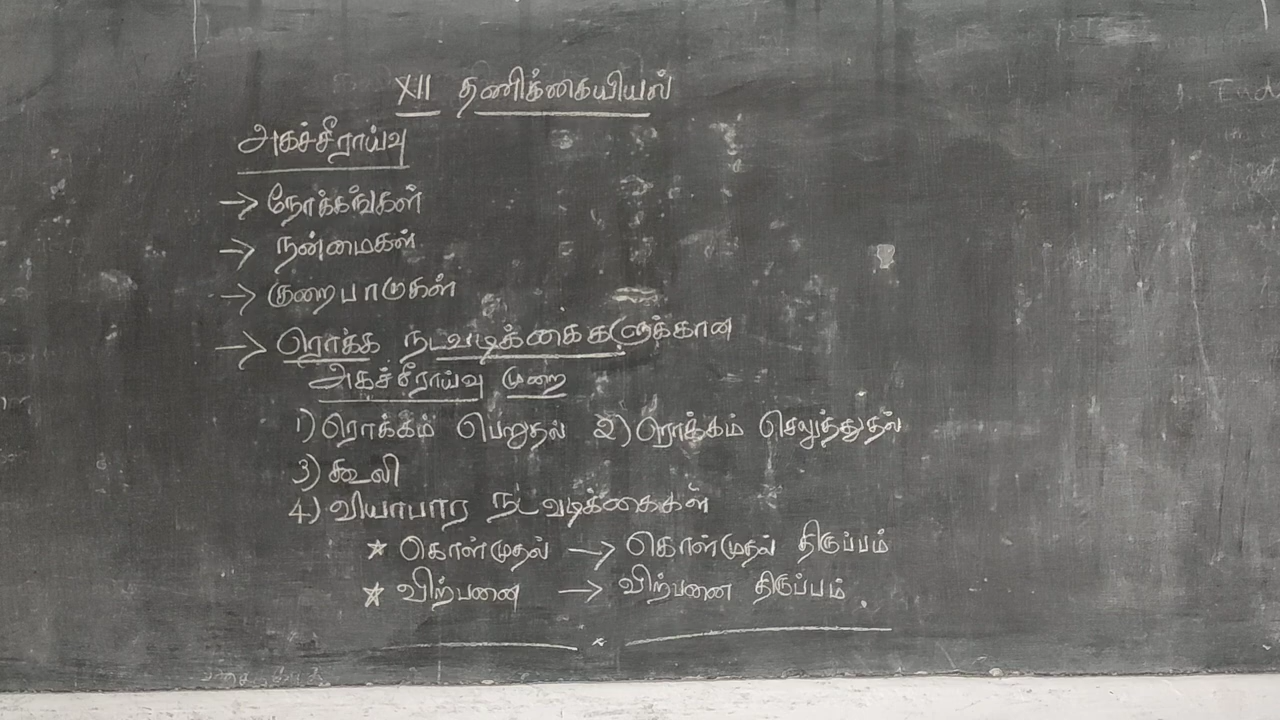 XII தணிக்கையியல்
அகச்சீராய்வு
→ நோக்கங்கள்
→ நன்மைகள்
→ குறைபாடுகள்
→ ரொக்க நடவடிக்கைகளுக்கான
அகச்சீராய்வு முறை
1) ரொக்கம் பெறுதல் 2) ரொக்கம் செலுத்துதல்
3) கூலி
4) வியாபார நடவடிக்கைகள்
★ கொள்முதல் → கொள்முதல் திருப்பம்
★ விற்பனை → விற்பனை திருப்பம்.